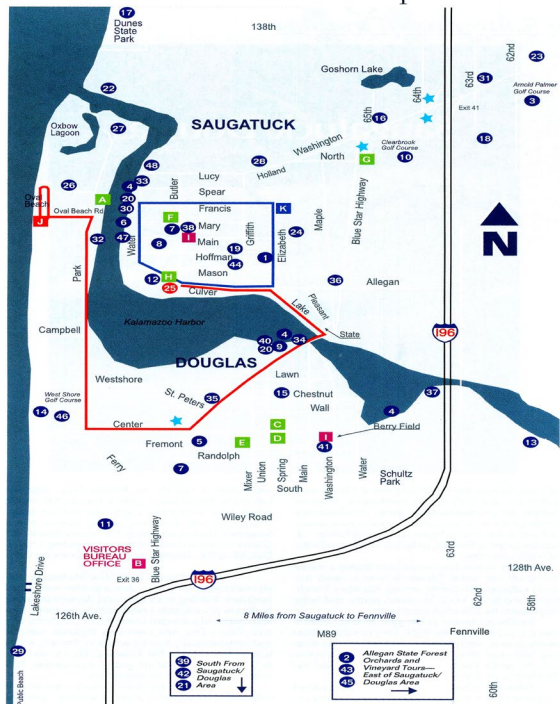 17
Dunes
State
Park
138th
62nd
23
63rd
31
Arnold Palmer
Golf Course
3
Goshorn Lake
64th
65th
16
Exit 41
18
22
Oxbow
Lagoon
27
SAUGATUCK
Washington
North
Clearbrook
Golf Course
10
G
48
28
Holland
Lucy
Butler
33
4
Spear
26
A
20
Oval
Beach
Oval Beach Rd.
30
Francis
K
J
6
F
7
38
Mary
Griffith
Elizabeth
Maple
24
Blue Star Highway
N
32
47
Water
8
I
Main
19
Hoffman
44
1
Park
12
H
Mason
25
Culver
36
Allegan
Lake
Pleasant
Kalamazoo Harbor
State
196
Campbell
4
40
34
20
9
DOUGLAS
Lawn
Westshore
St. Peters
35
15
Chestnut
37
West Shore
Golf Course
14
46
Wall
4
Center
C
Berry Field
Fremont
5
E
D
I
41
13
Randolph
Ferry
7
Mixer
Union
Spring
Main
Washington
Water
Schultz
Park
South
11
Wiley Road
VISITORS
BUREAU
OFFICE
B
Blue Star Highway
63rd
Exit 36
196
128th Ave.
Lakeshore Drive
62nd
58th
126th Ave.
8 Miles from Saugatuck to Fennville
M89
Fennville
29
Public Beach
39
42
21
South From
Saugatuck/
Douglas
Area
2
43
45
Allegan State Forest
Orchards and
Vineyard Tours—
East of Saugatuck/
Douglas Area
60th